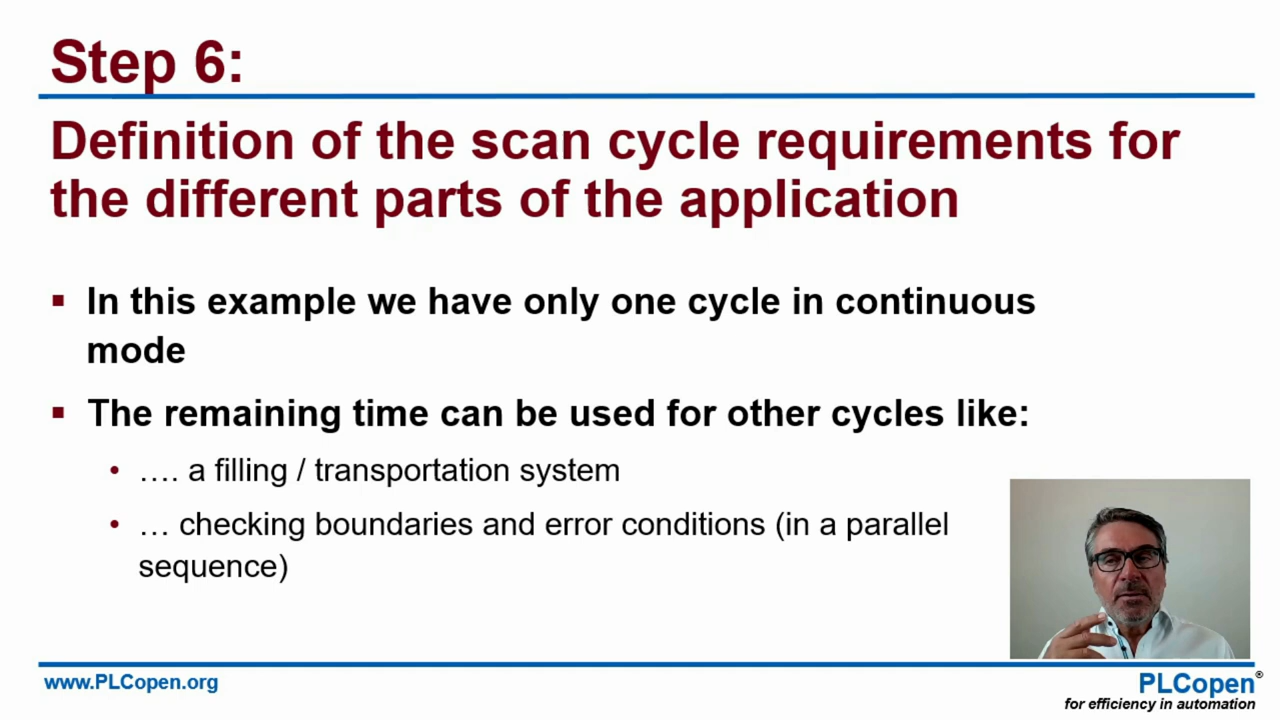 Step 6:
Definition of the scan cycle requirements for
the different parts of the application
▪ In this example we have only one cycle in continuous
mode
▪ The remaining time can be used for other cycles like:
• …. a filling / transportation system
• … checking boundaries and error conditions (in a parallel
sequence)
www.PLCopen.org
PLCopen®
for efficiency in automation